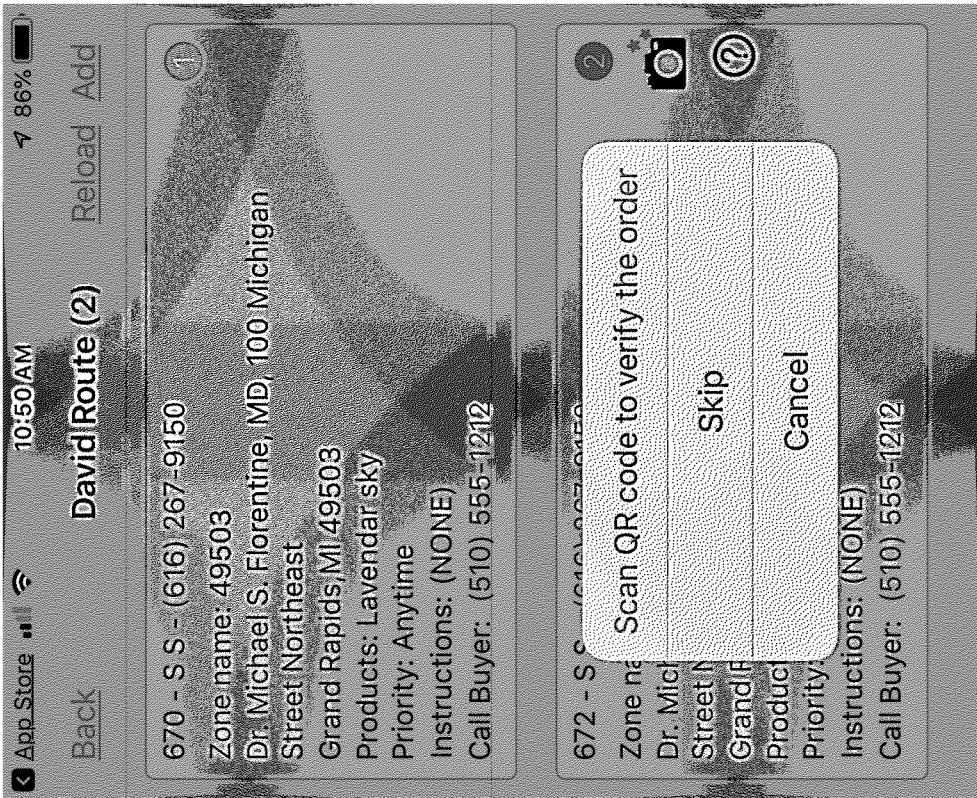 App Store 10:50 AM 86%
Back David Route (2) Reload Add
1
670 - S S - (616) 267-9150
Zone name: 49503
Dr. Michael S. Florentine, MD, 100 Michigan
Street Northeast
Grand Rapids,MI 49503
Products: Lavendar sky
Priority: Anytime
Instructions: (NONE)
Call Buyer: (510) 555-1212
2
672 - S S
Zone na
Dr. Mich
Street N
Grand R
Product
Priority:
Instructions: (NONE)
Call Buyer: (510) 555-1212
Scan QR code to verify the order
Skip
Cancel